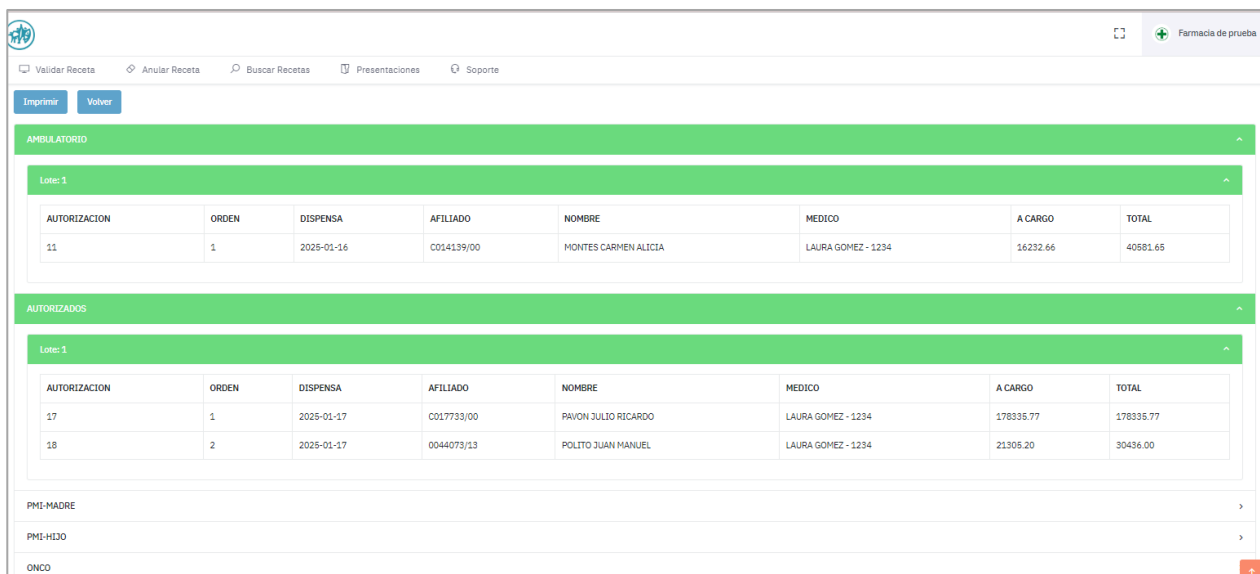 Farmacia de prueba
Validar Receta Anular Receta Buscar Recetas Presentaciones Soporte
Imprimir Volver
AMBULATORIO
Lote: 1
AUTORIZACION ORDEN DISPENSA AFILIADO NOMBRE MEDICO A CARGO TOTAL
11 1 2025-01-16 C014139/00 MONTES CARMEN ALICIA LAURA GOMEZ - 1234 16232.66 40581.65
AUTORIZADOS
Lote: 1
AUTORIZACION ORDEN DISPENSA AFILIADO NOMBRE MEDICO A CARGO TOTAL
17 1 2025-01-17 C017733/00 PAVON JULIO RICARDO LAURA GOMEZ - 1234 178335.77 178335.77
18 2 2025-01-17 0044073/13 POLITO JUAN MANUEL LAURA GOMEZ - 1234 21305.20 30436.00
PMI-MADRE
PMI-HIJO
ONCO